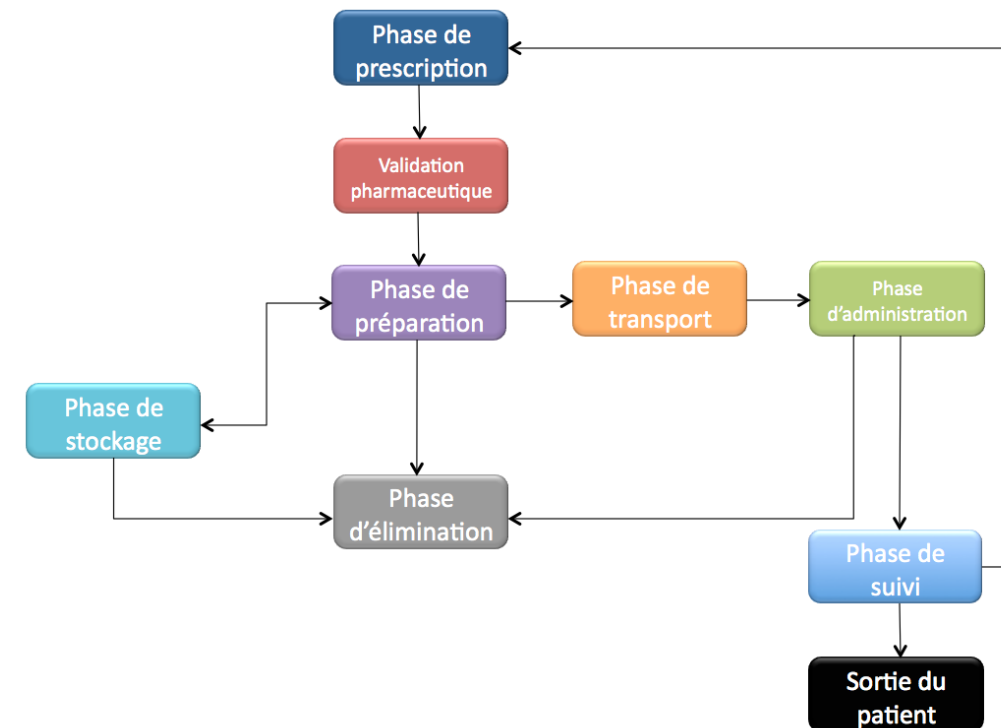 Phase de
prescription
Validation
pharmaceutique
Phase de
préparation
Phase de
transport
Phase
d’administration
Phase de
stockage
Phase
d’élimination
Phase de
suivi
Sortie du
patient